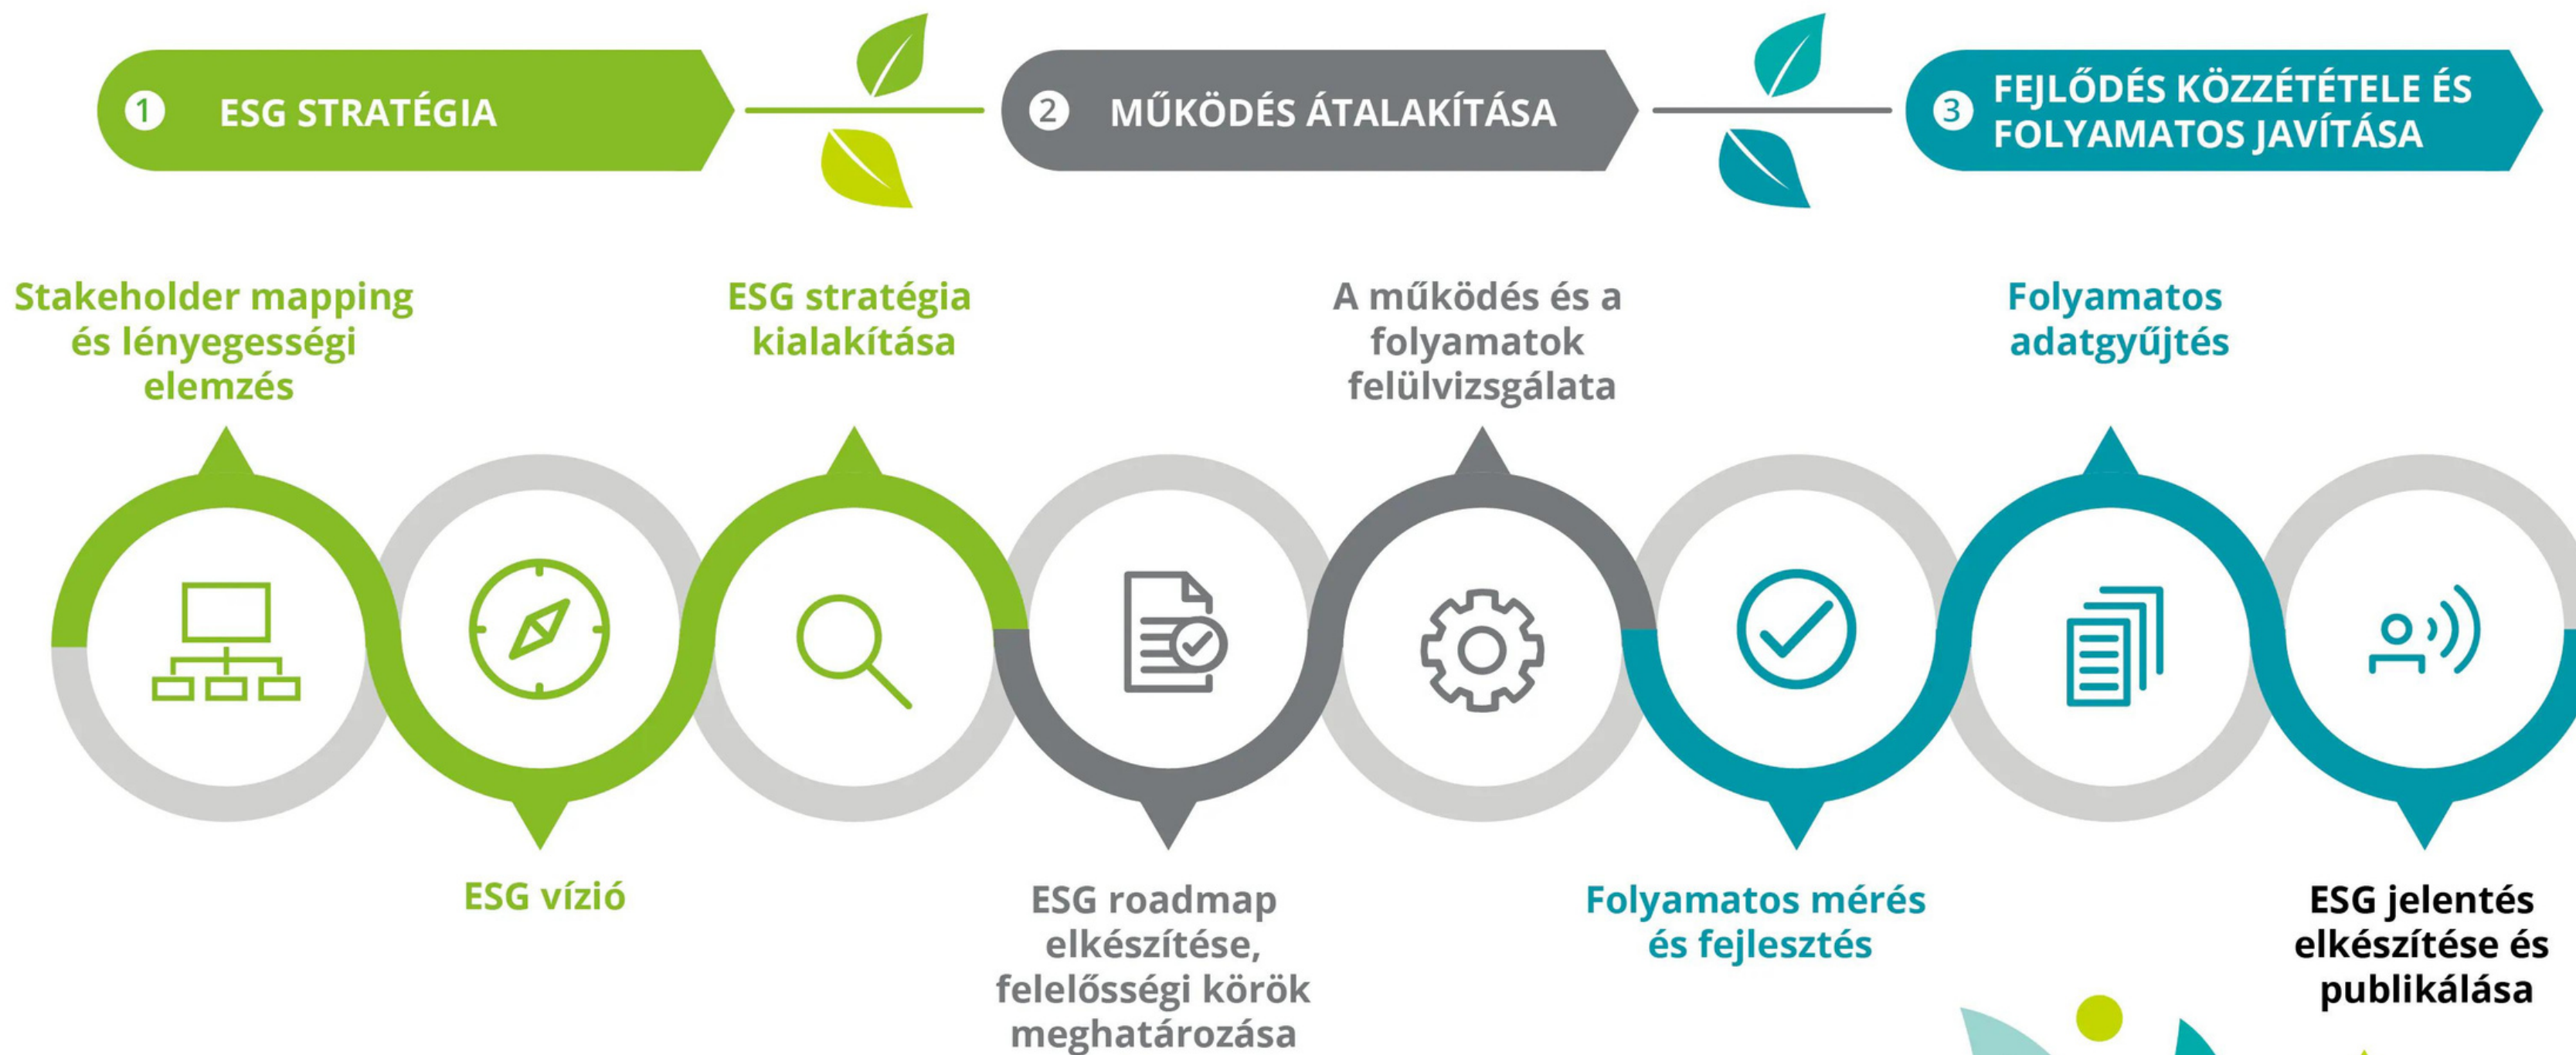 1 ESG STRATÉGIA
2 MŰKÖDÉS ÁTALAKÍTÁSA
3 FEJLŐDÉS KÖZZÉTÉTELE ÉS
FOLYAMATOS JAVÍTÁSA
Stakeholder mapping
és lényegességi
elemzés
ESG stratégia
kialakítása
A működés és a
folyamatok
felülvizsgálata
Folyamatos
adatgyűjtés
ESG vízió
ESG roadmap
elkészítése,
felelősségi körök
meghatározása
Folyamatos mérés
és fejlesztés
ESG jelentés
elkészítése és
publikálása